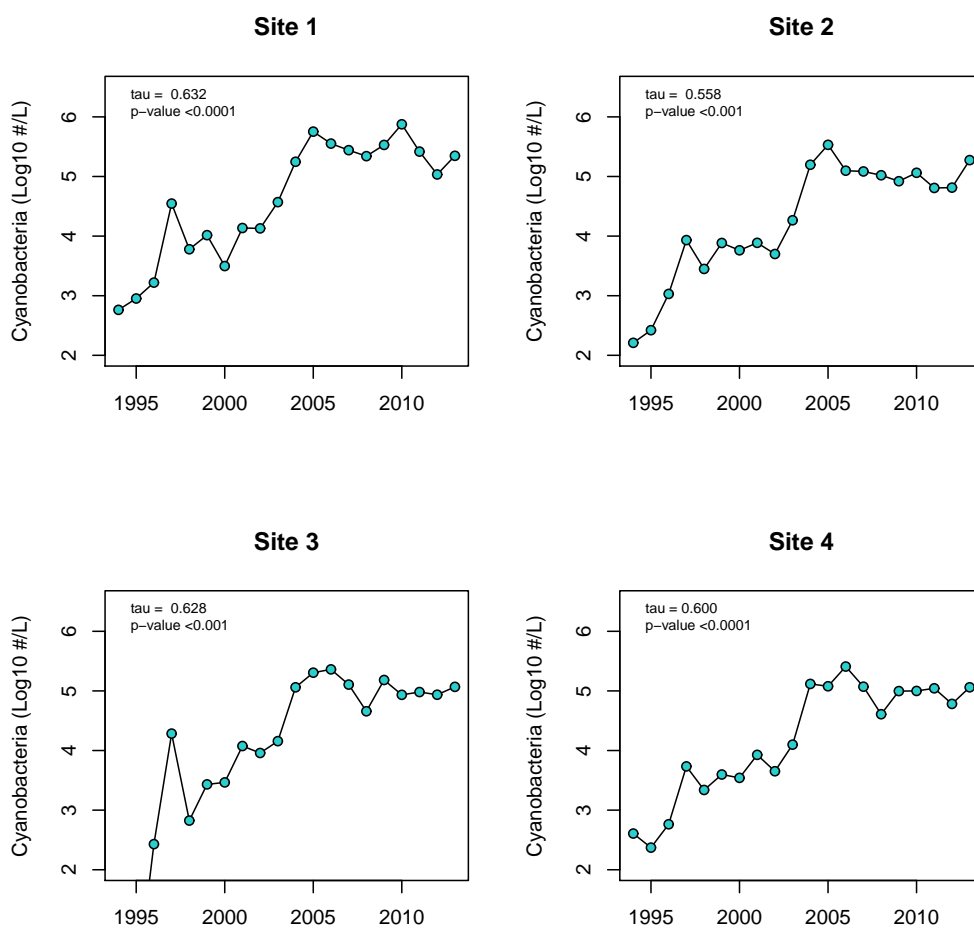 Site 1
tau =  0.632
p−value <0.0001
Cyanobacteria (Log10 #/L)
6
5
4
3
2
1995 2000 2005 2010
Site 2
tau =  0.558
p−value <0.001
Cyanobacteria (Log10 #/L)
6
5
4
3
2
1995 2000 2005 2010
Site 3
tau =  0.628
p−value <0.001
Cyanobacteria (Log10 #/L)
6
5
4
3
2
1995 2000 2005 2010
Site 4
tau = 0.600
p−value <0.0001
Cyanobacteria (Log10 #/L)
6
5
4
3
2
1995 2000 2005 2010